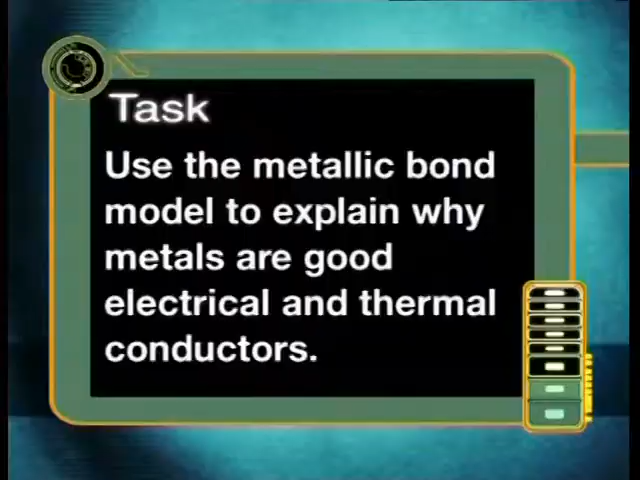 Task
Use the metallic bond
model to explain why
metals are good
electrical and thermal
conductors.